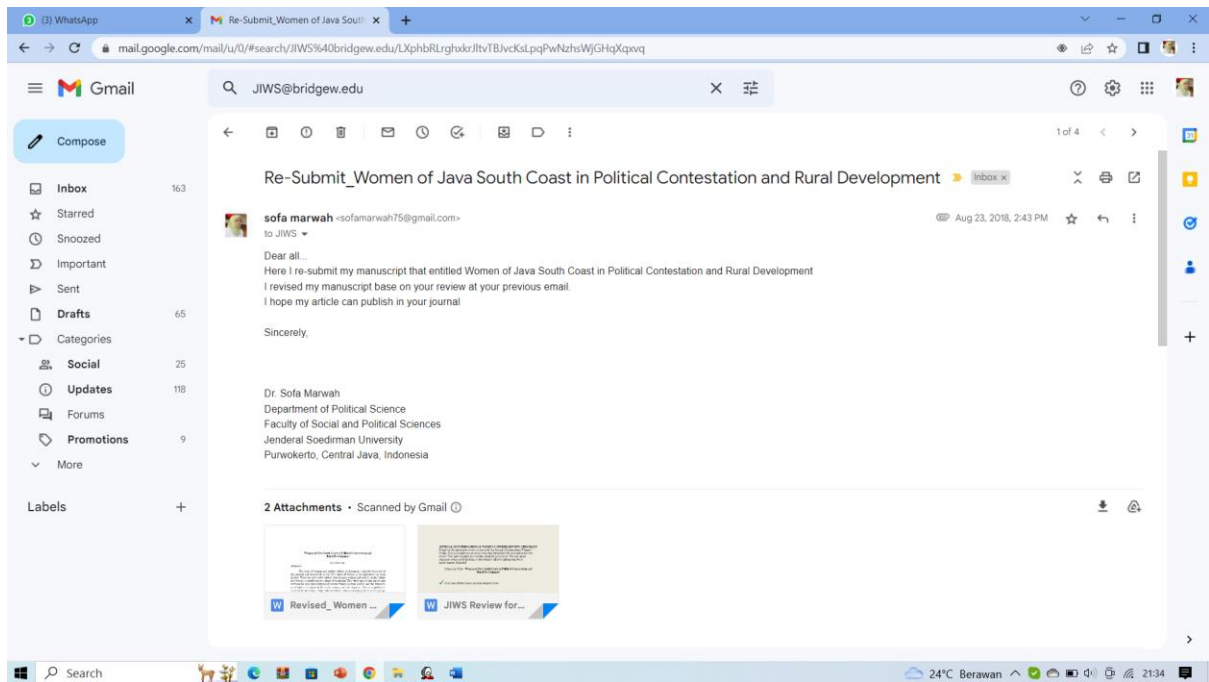 (3) WhatsApp
Re-Submit_Women of Java South
mail.google.com/mail/u/0/#search/JIWS%40bridgew.edu/
Gmail
JIWS@bridgew.edu
Compose
1 of 4
Inbox 163
Starred
Snoozed
Important
Sent
Drafts 65
Categories
Social 25
Updates 118
Forums
Promotions 9
More
Labels
Re-Submit_Women of Java South Coast in Political Contestation and Rural Development Inbox x
sofa marwah <sofamarwah75@gmail.com> Aug 23, 2018, 2:43 PM
to JIWS
Dear all...
Here I re-submit my manuscript that entitled Women of Java South Coast in Political Contestation and Rural Development
I revised my manuscript base on your review at your previous email.
I hope my article can publish in your journal
Sincerely,
Dr. Sofa Marwah
Department of Political Science
Faculty of Social and Political Sciences
Jenderal Soedirman University
Purwokerto, Central Java, Indonesia
2 Attachments • Scanned by Gmail
W Revised_ Women ...
W JIWS Review for...
Search
24°C Berawan
21:34